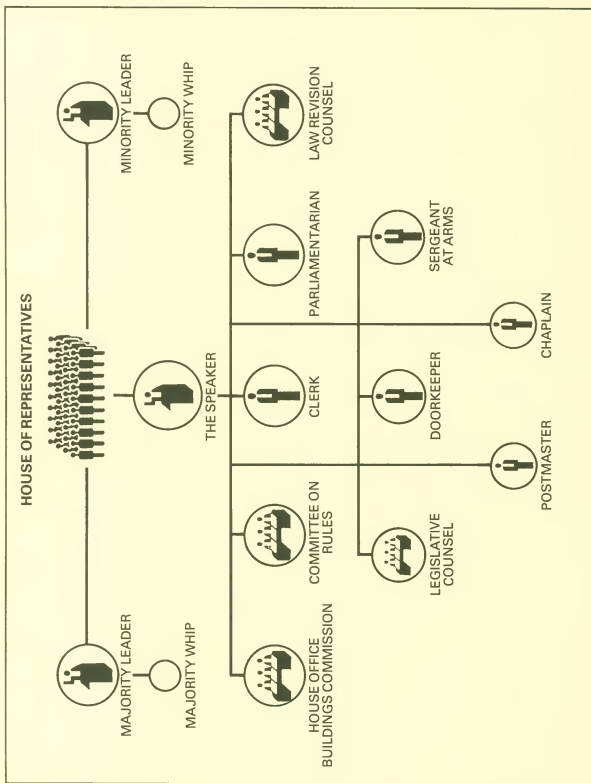 HOUSE OF REPRESENTATIVES
MAJORITY LEADER
MAJORITY WHIP
THE SPEAKER
MINORITY LEADER
MINORITY WHIP
HOUSE OFFICE
BUILDINGS COMMISSION
COMMITTEE ON
RULES
CLERK
PARLIAMENTARIAN
LAW REVISION
COUNSEL
LEGISLATIVE
COUNSEL
DOORKEEPER
SERGEANT
AT ARMS
POSTMASTER
CHAPLAIN